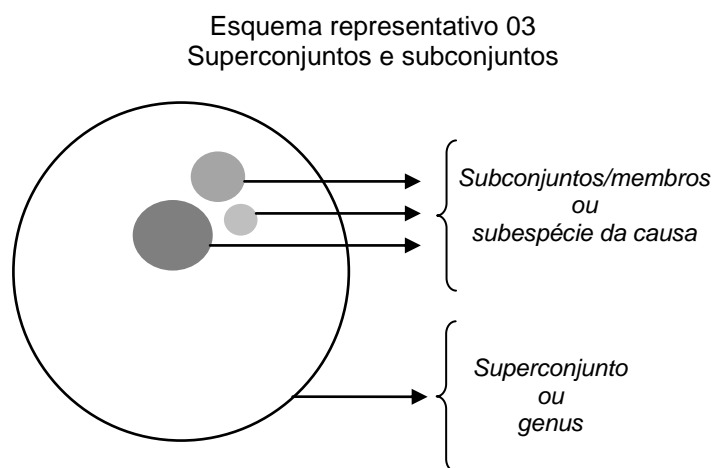 Esquema representativo 03
Superconjuntos e subconjuntos
Subconjuntos/membros
ou
subespécie da causa
Superconjunto
ou
genus